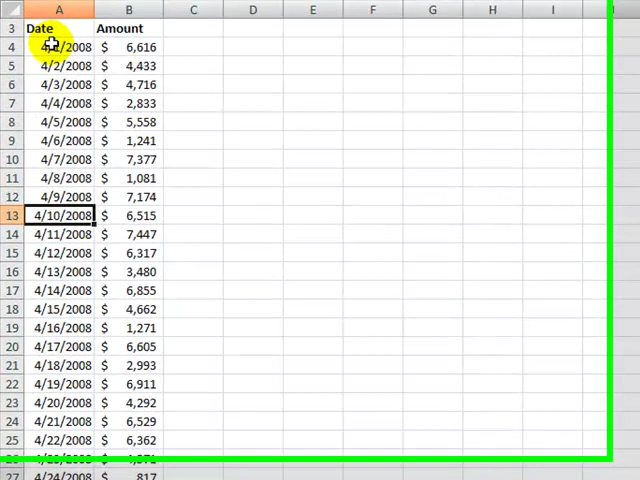 A B C D E F G H I
3 Date Amount
4 4/1/2008 $ 6,616
5 4/2/2008 $ 4,433
6 4/3/2008 $ 4,716
7 4/4/2008 $ 2,833
8 4/5/2008 $ 5,558
9 4/6/2008 $ 1,241
10 4/7/2008 $ 7,377
11 4/8/2008 $ 1,081
12 4/9/2008 $ 7,174
13 4/10/2008 $ 6,515
14 4/11/2008 $ 7,447
15 4/12/2008 $ 6,317
16 4/13/2008 $ 3,480
17 4/14/2008 $ 6,855
18 4/15/2008 $ 4,662
19 4/16/2008 $ 1,271
20 4/17/2008 $ 6,605
21 4/18/2008 $ 2,993
22 4/19/2008 $ 6,911
23 4/20/2008 $ 4,292
24 4/21/2008 $ 6,529
25 4/22/2008 $ 6,362
27 4/24/2008 $ 817